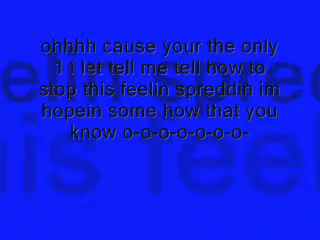 ohhhh cause your the only
1 i let tell me tell how to
stop this feelin spreddin im
hopein some how that you
know o-o-o-o-o-o-o-